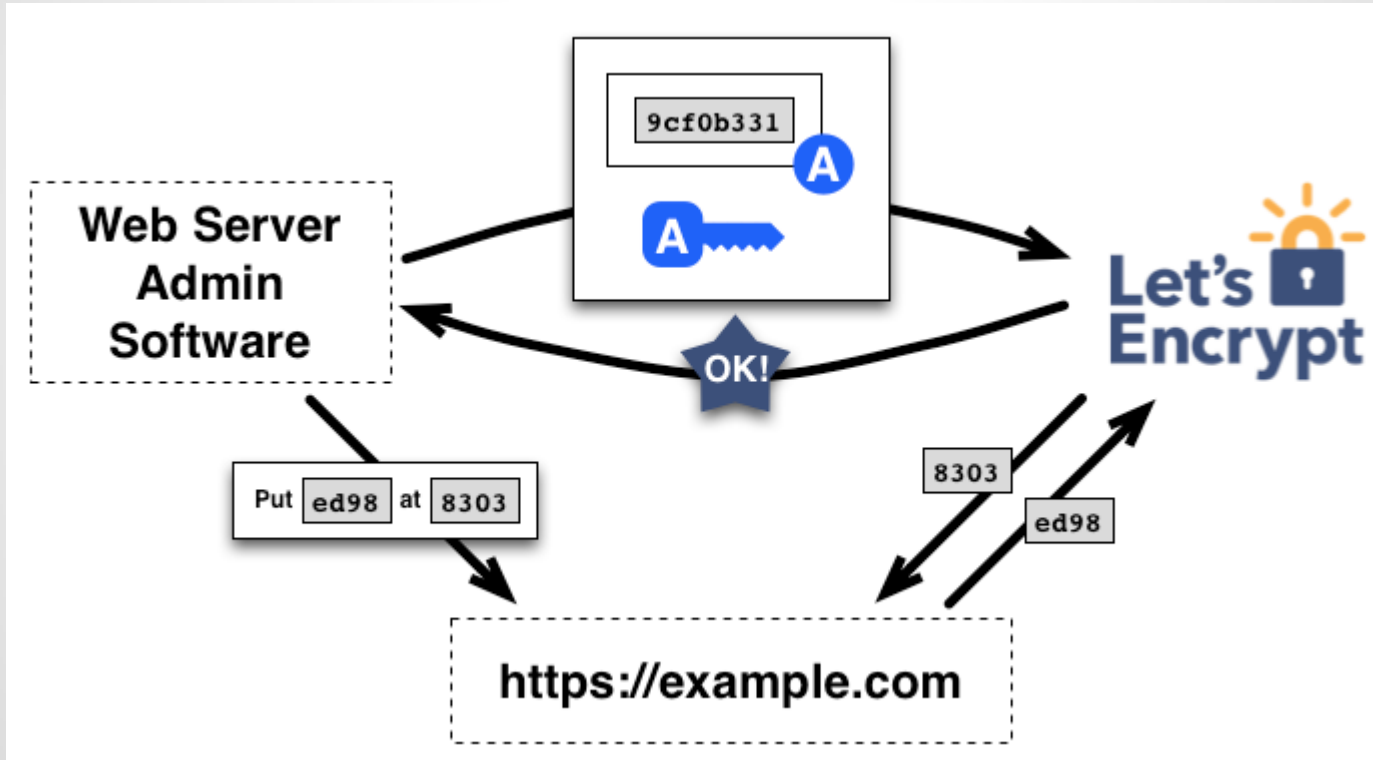 9cf0b331
A
A
Web Server
Admin
Software
Let's
Encrypt
OK!
Put ed98 at 8303
8303
ed98
https://example.com